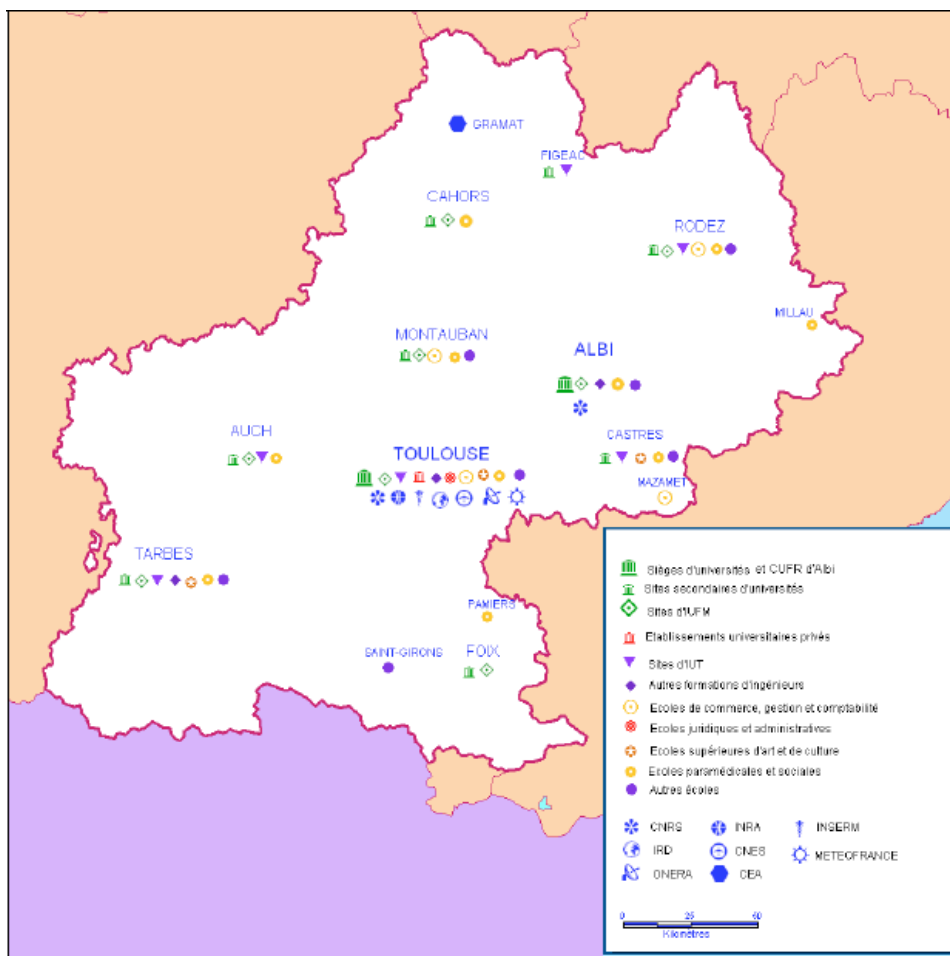 GRAMAT
FIGEAC
CAHORS
RODEZ
MILLAU
MONTAUBAN
ALBI
AUCH
TOULOUSE
CASTRES
MAZAMET
TARBES
PAMIERS
SAINT-GIRONS
FOIX
Sièges d'universités et CUFR d'Albi
Sites secondaires d'universités
Sites d'IUFM
Etablissements universitaires privés
Sites d'IUT
Autres formations d'ingénieurs
Ecoles de commerce, gestion et comptabilité
Ecoles juridiques et administratives
Ecoles supérieures d'art et de culture
Ecoles paramédicales et sociales
Autres écoles
CNRS INRA INSERM
IRD CNES METEOFRANCE
ONERA CEA
0 25 50
Kilomètres